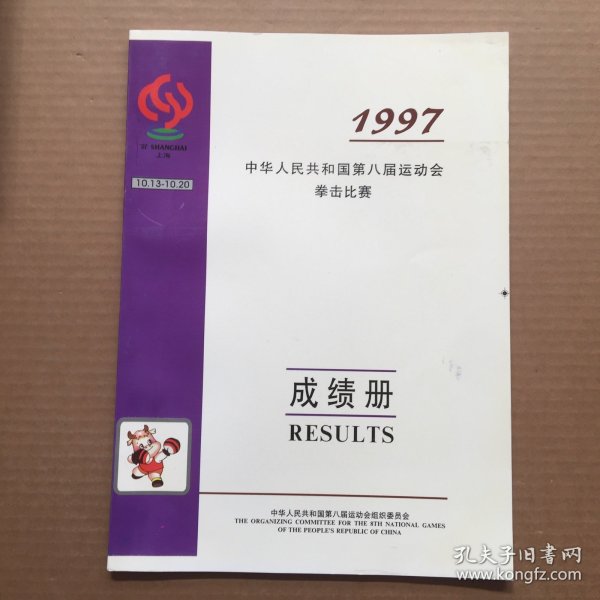 97' SHANGHAI
上海
10.13-10.20
1997
中华人民共和国第八届运动会
拳击比赛
成绩册
RESULTS
中华人民共和国第八届运动会组织委员会
THE ORGANIZING COMMITTEE FOR THE 8TH NATIONAL GAMES
OF THE PEOPLE'S REPUBLIC OF CHINA
孔夫子旧书网
www.kongfz.com